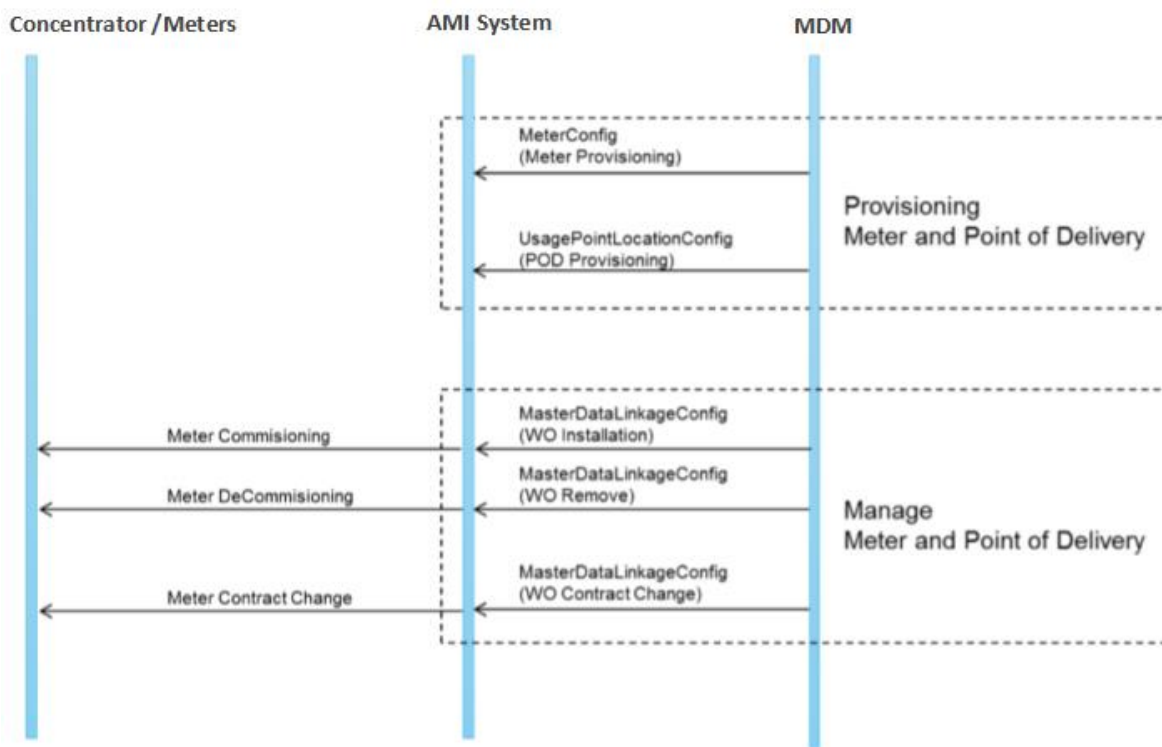 Concentrator /Meters
AMI System
MDM
MeterConfig
(Meter Provisioning)
UsagePointLocationConfig
(POD Provisioning)
Provisioning
Meter and Point of Delivery
Meter Commisioning
MasterDataLinkageConfig
(WO Installation)
Meter DeCommisioning
MasterDataLinkageConfig
(WO Remove)
Manage
Meter and Point of Delivery
Meter Contract Change
MasterDataLinkageConfig
(WO Contract Change)